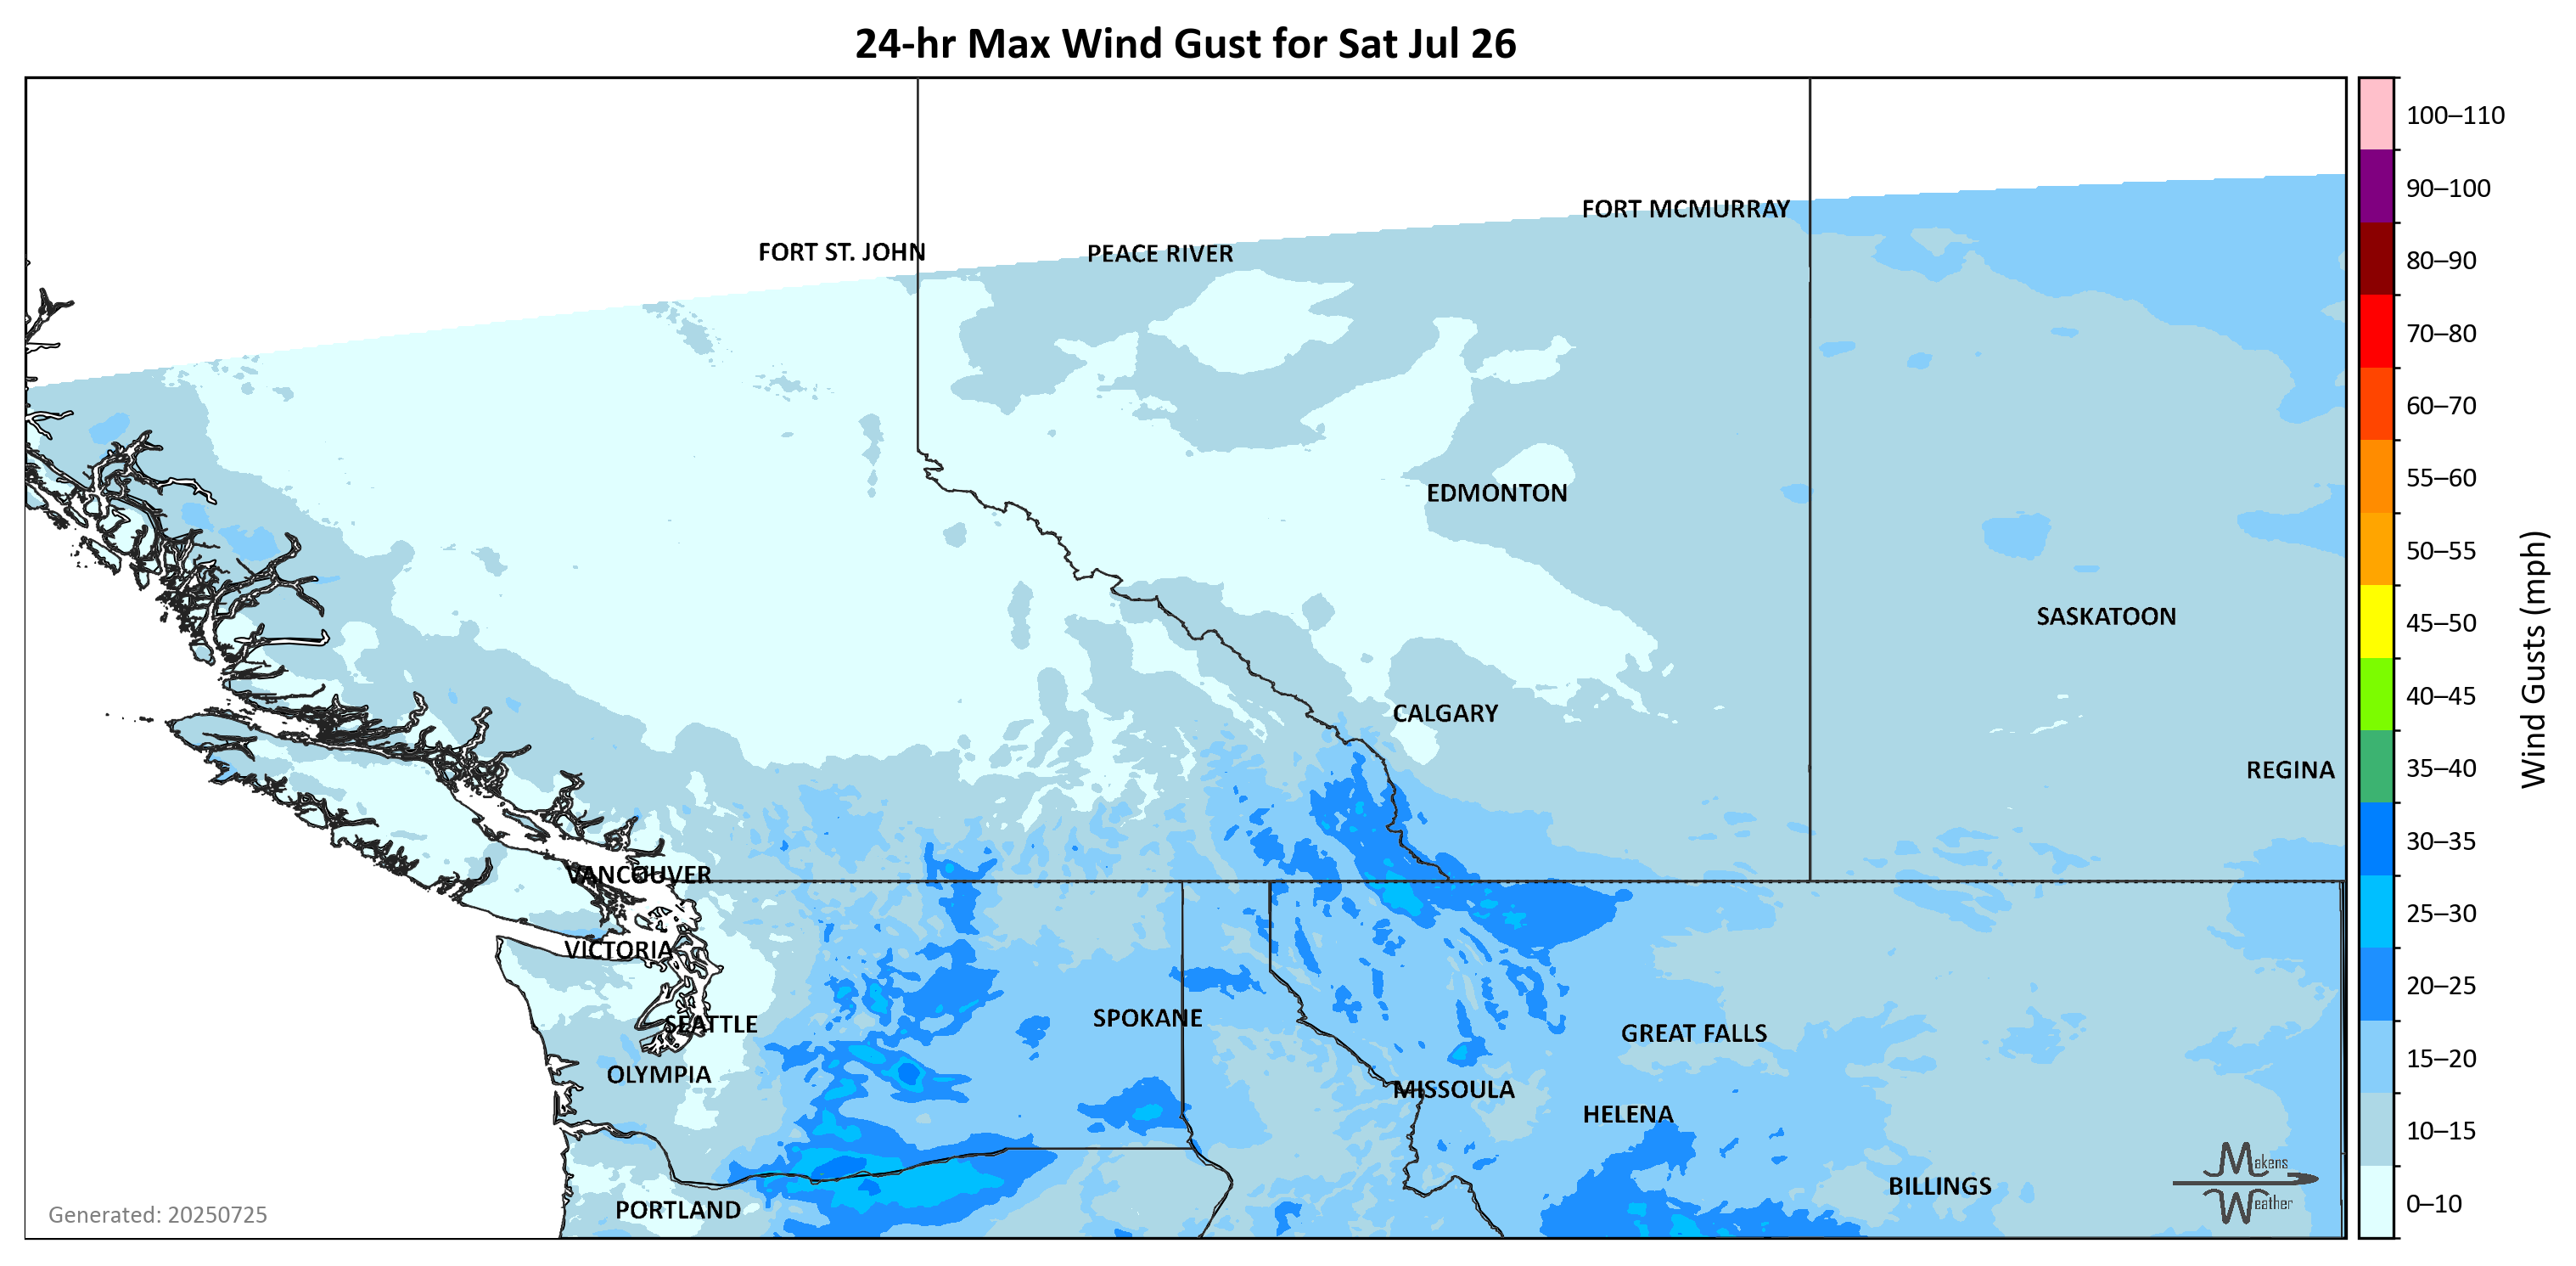 24-hr Max Wind Gust for Sat Jul 26
100–110
90–100
80–90
70–80
60–70
55–60
50–55
45–50
40–45
35–40
30–35
25–30
20–25
15–20
10–15
0–10
Wind Gusts (mph)
FORT MCMURRAY
FORT ST. JOHN
PEACE RIVER
EDMONTON
SASKATOON
CALGARY
REGINA
VANCOUVER
VICTORIA
SPOKANE
SEATTLE
GREAT FALLS
OLYMPIA
MISSOULA
HELENA
BILLINGS
PORTLAND
Makens
Weather
Generated: 20250725